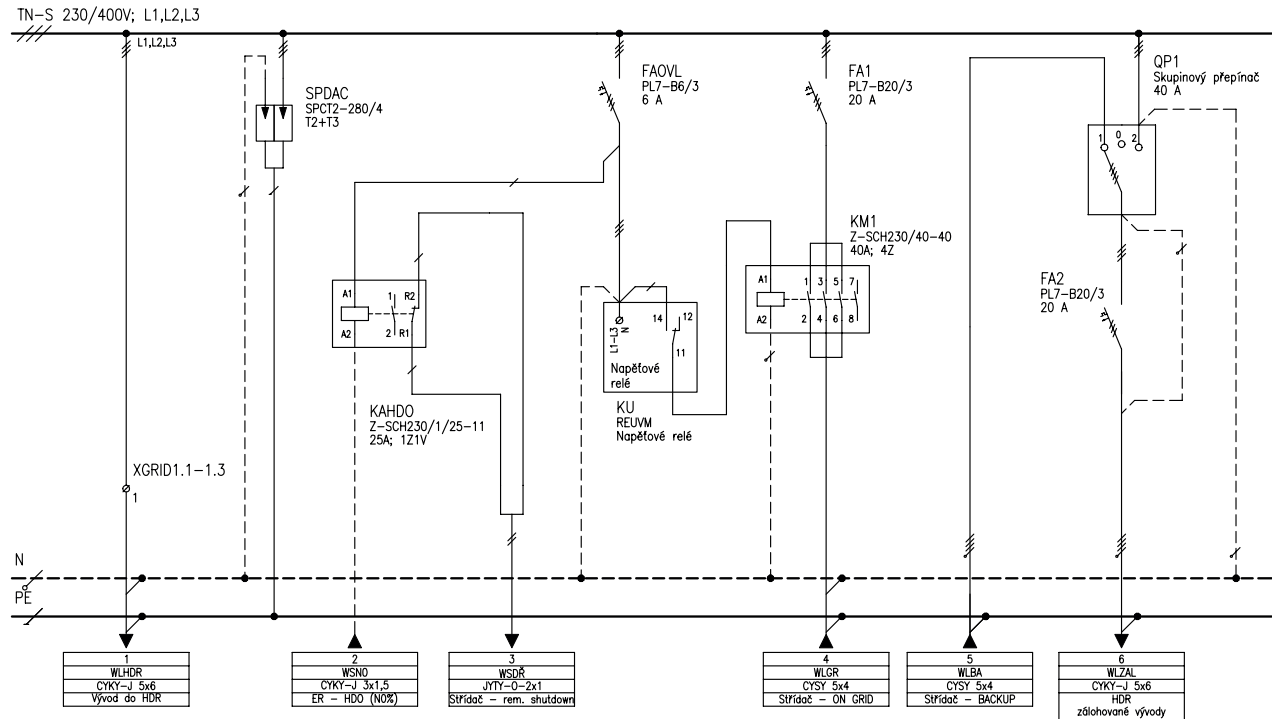 TN-S 230/400V; L1,L2,L3
L1,L2,L3
SPDAC
SPCT2-280/4
T2+T3
FAOVL
PL7-B6/3
6 A
FA1
PL7-B20/3
20 A
QP1
Skupinový přepínač
40 A
1
0
2
KM1
Z-SCH230/40-40
40A; 4Z
A1
A2
1
3
5
7
2
4
6
8
FA2
PL7-B20/3
20 A
A1
A2
1
R2
2
R1
KAHDO
Z-SCH230/1/25-11
25A; 1Z1V
L1-L3
N
14
12
11
Napěťové
relé
KU
REUVM
Napěťové relé
XGRID1.1-1.3
1
N
PE
1
WLHDR
CYKY-J 5x6
Vývod do HDR
2
WSNO
CYKY-J 3x1,5
ER - HDO (NO%)
3
WSDŘ
JYTY-O-2x1
Střídač - rem. shutdown
4
WLGR
CYSY 5x4
Střídač - ON GRID
5
WLBA
CYSY 5x4
Střídač - BACKUP
6
WLZAL
CYKY-J 5x6
HDR
zálohované vývody